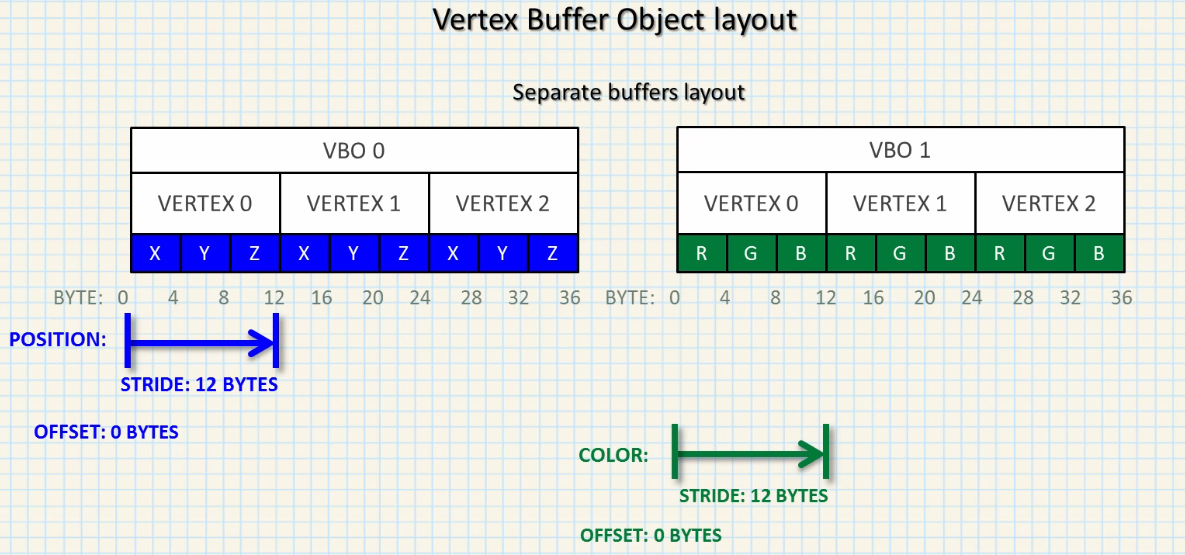 Vertex Buffer Object layout
Separate buffers layout
VBO 0
VERTEX 0 VERTEX 1 VERTEX 2
X Y Z X Y Z X Y Z
BYTE: 0 4 8 12 16 20 24 28 32 36
POSITION:
STRIDE: 12 BYTES
OFFSET: 0 BYTES
VBO 1
VERTEX 0 VERTEX 1 VERTEX 2
R G B R G B R G B
BYTE: 0 4 8 12 16 24 28 32 36
COLOR:
STRIDE: 12 BYTES
OFFSET: 0 BYTES